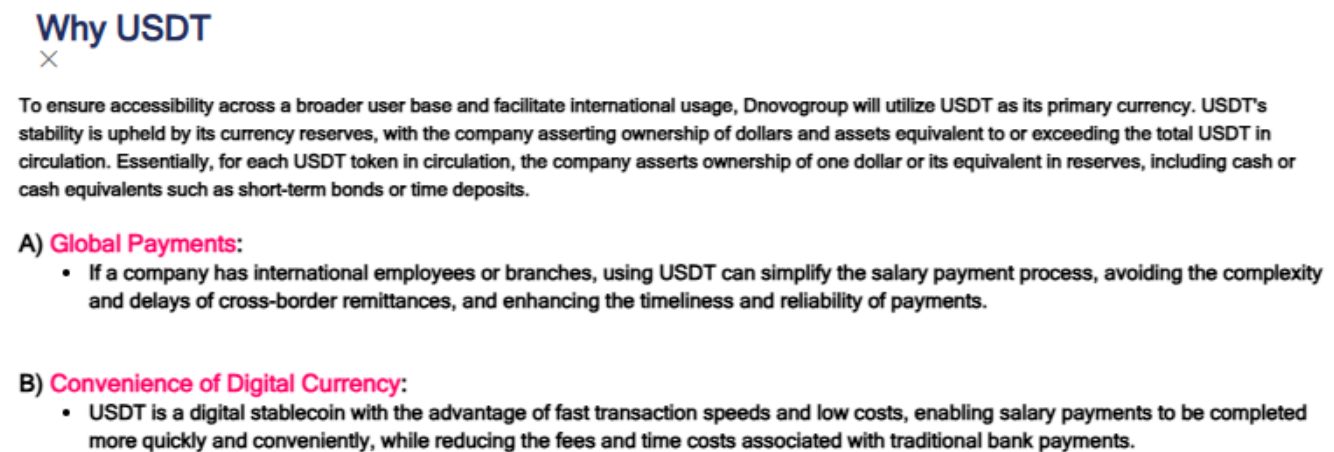 Why USDT
To ensure accessibility across a broader user base and facilitate international usage, Dnovogroup will utilize USDT as its primary currency. USDT's
stability is upheld by its currency reserves, with the company asserting ownership of dollars and assets equivalent to or exceeding the total USDT in
circulation. Essentially, for each USDT token in circulation, the company asserts ownership of one dollar or its equivalent in reserves, including cash or
cash equivalents such as short-term bonds or time deposits.
A) Global Payments:
• If a company has international employees or branches, using USDT can simplify the salary payment process, avoiding the complexity
and delays of cross-border remittances, and enhancing the timeliness and reliability of payments.
B) Convenience of Digital Currency:
• USDT is a digital stablecoin with the advantage of fast transaction speeds and low costs, enabling salary payments to be completed
more quickly and conveniently, while reducing the fees and time costs associated with traditional bank payments.